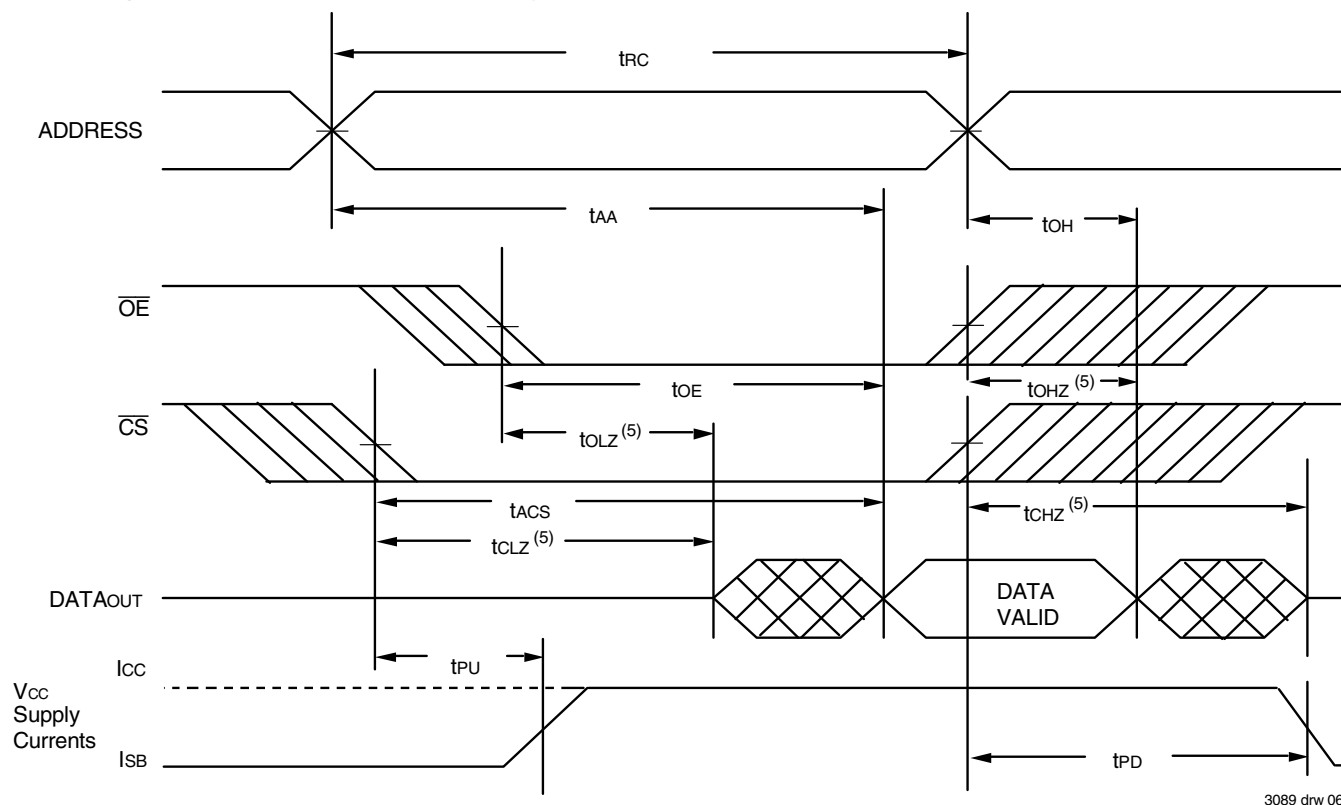 tRC
ADDRESS
tAA
tOH
OE
tOE
tOHZ (5)
CS
tOLZ (5)
tACS
tCHZ (5)
tCLZ (5)
DATAOUT
DATA
VALID
tPU
ICC
VCC
Supply
Currents
ISB
tPD
3089 drw 06